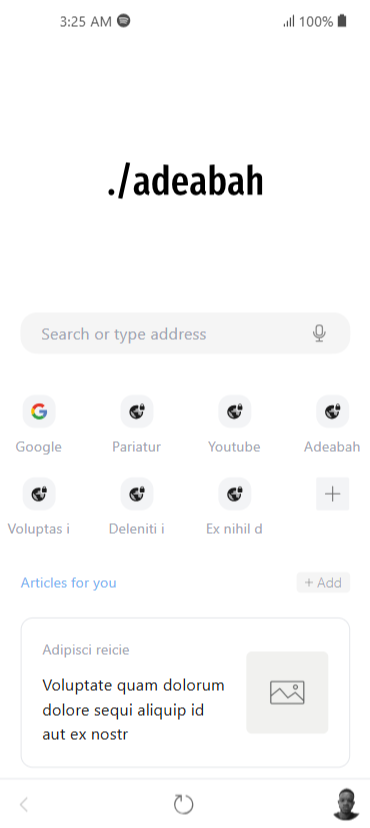 3:25 AM
100%
./adeabah
Search or type address
Google
Pariatur
Youtube
Adeabah
Voluptas i
Deleniti i
Ex nihil d
Articles for you
+ Add
Adipisci reicie
Voluptate quam dolorum
dolore sequi aliquip id
aut ex nostr